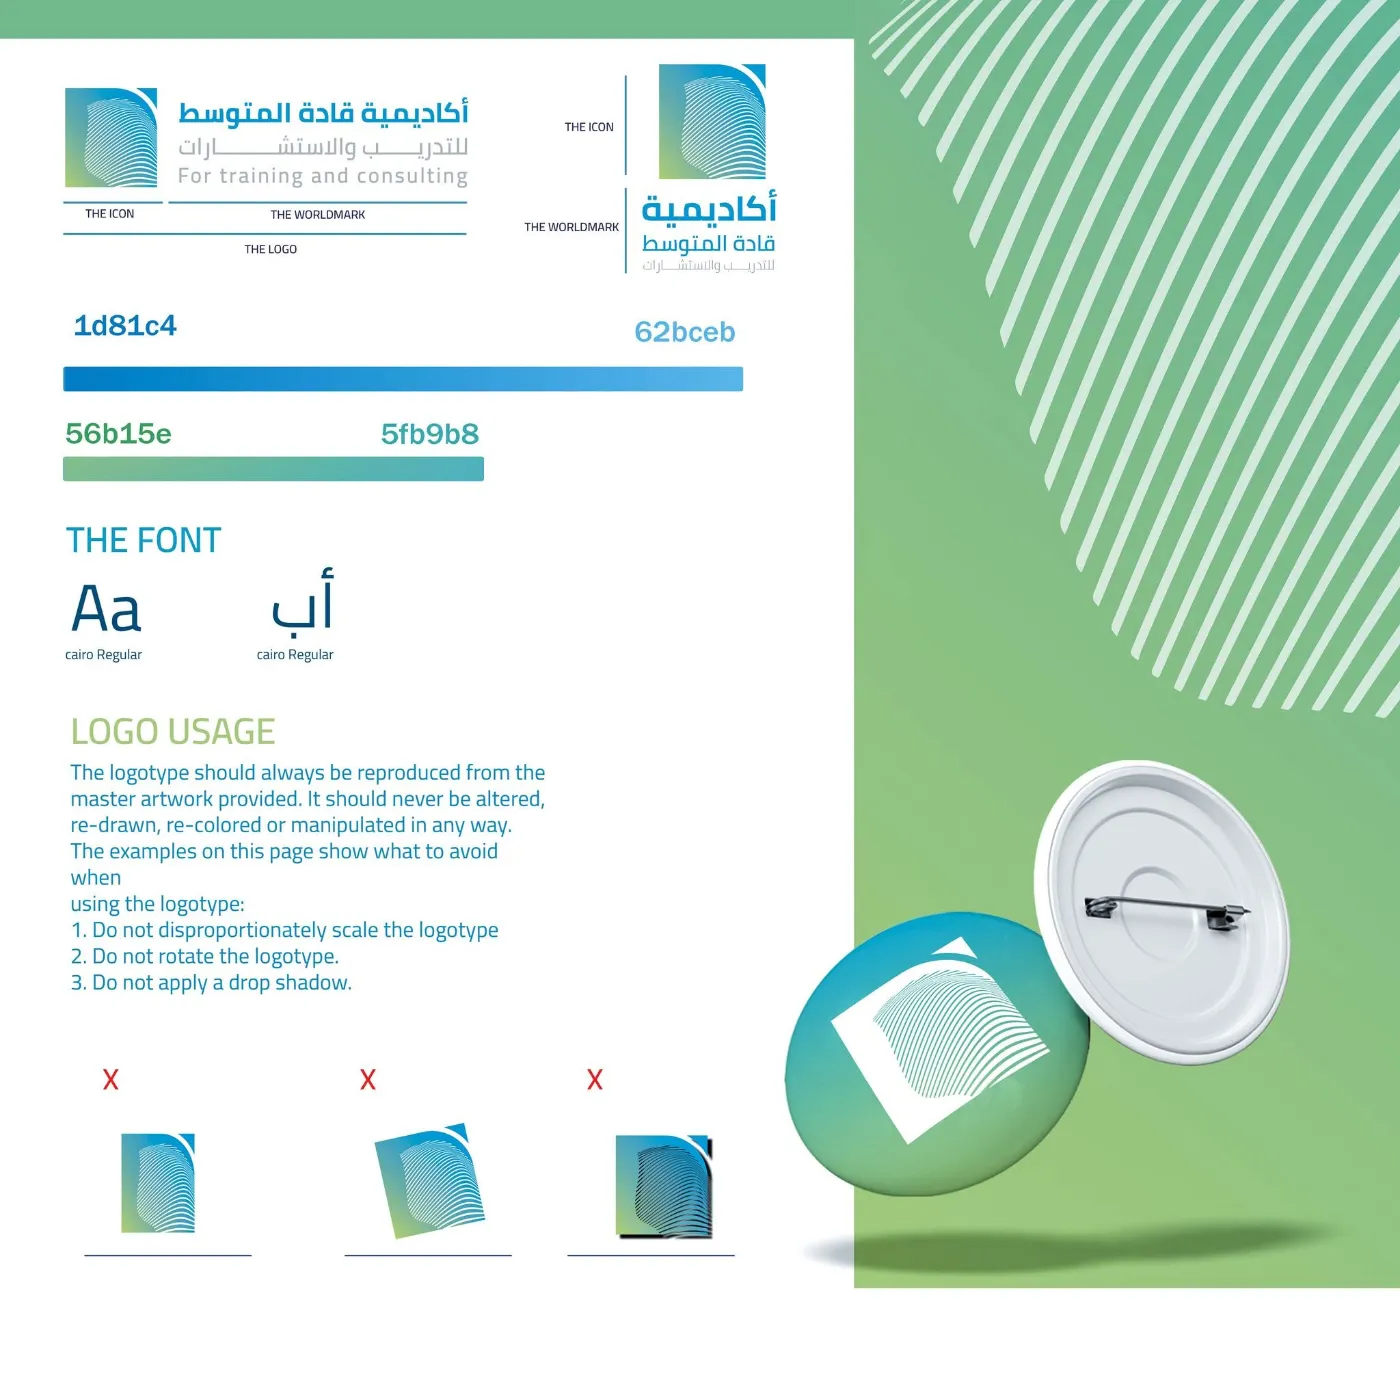 أكاديمية قادة المتوسط
للتدريـــب والاستشـــــــارات
For training and consulting
THE ICON
THE WORLDMARK
THE LOGO
THE ICON
THE WORLDMARK
أكاديمية
قادة المتوسط
للتدريـــب والاستشـــارات
1d81c4
62bceb
56b15e
5fb9b8
THE FONT
Aa
أب
cairo Regular
cairo Regular
LOGO USAGE
The logotype should always be reproduced from the
master artwork provided. It should never be altered,
re-drawn, re-colored or manipulated in any way.
The examples on this page show what to avoid
when
using the logotype:
1. Do not disproportionately scale the logotype
2. Do not rotate the logotype.
3. Do not apply a drop shadow.
X
X
X